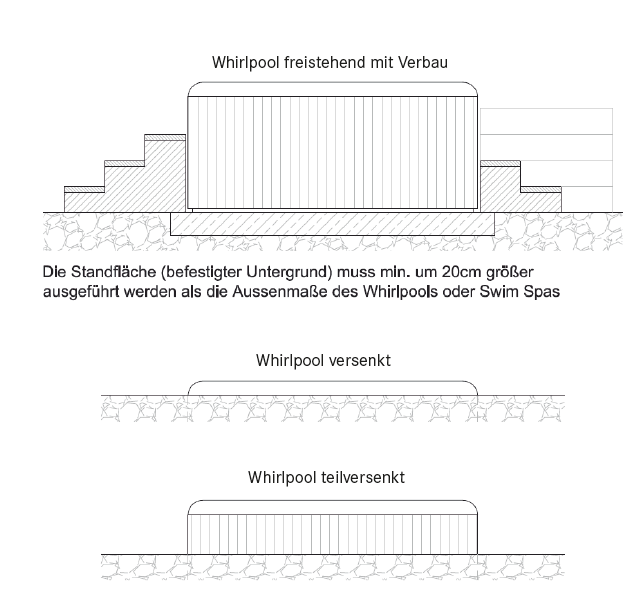 Whirlpool freistehend mit Verbau
Die Standfläche (befestigter Untergrund) muss min. um 20cm größer
ausgeführt werden als die Aussenmaße des Whirlpools oder Swim Spas
Whirlpool versenkt
Whirlpool teilversenkt